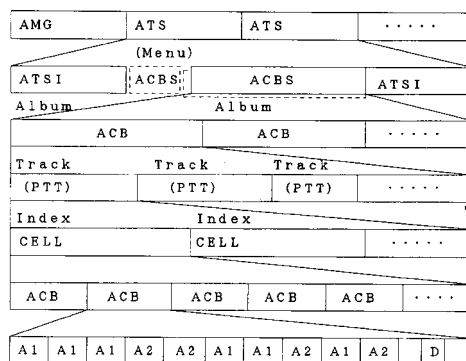 AMG ATS ATS ·····
(Menu)
ATSI ACBS ACBS ATSI
Album Album
ACB ACB ·····
Track Track Track
(PTT) (PTT) (PTT) ·····
Index Index
CELL CELL ·····
ACB ACB ACB ACB ACB ····
A1 A1 A1 A2 A2 A1 A1 A2 A1 A2 D